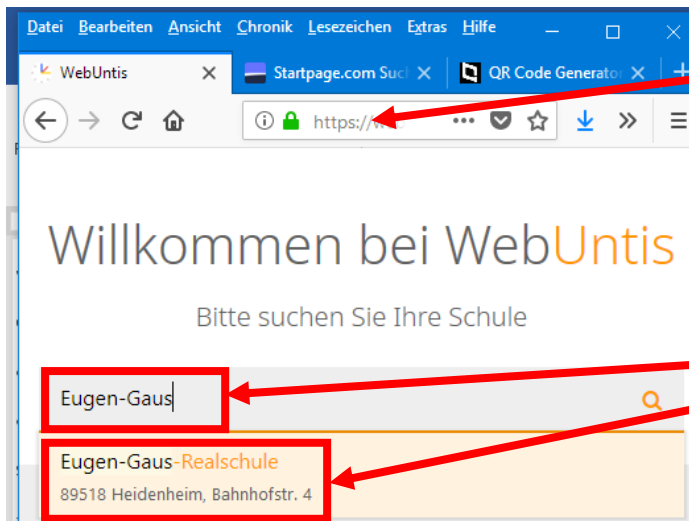 Datei Bearbeiten Ansicht Chronik Lesezeichen Extras Hilfe
WebUntis Startpage.com Suc QR Code Generator
https://w
Willkommen bei WebUntis
Bitte suchen Sie Ihre Schule
Eugen-Gaus
Eugen-Gaus-Realschule
89518 Heidenheim, Bahnhofstr. 4